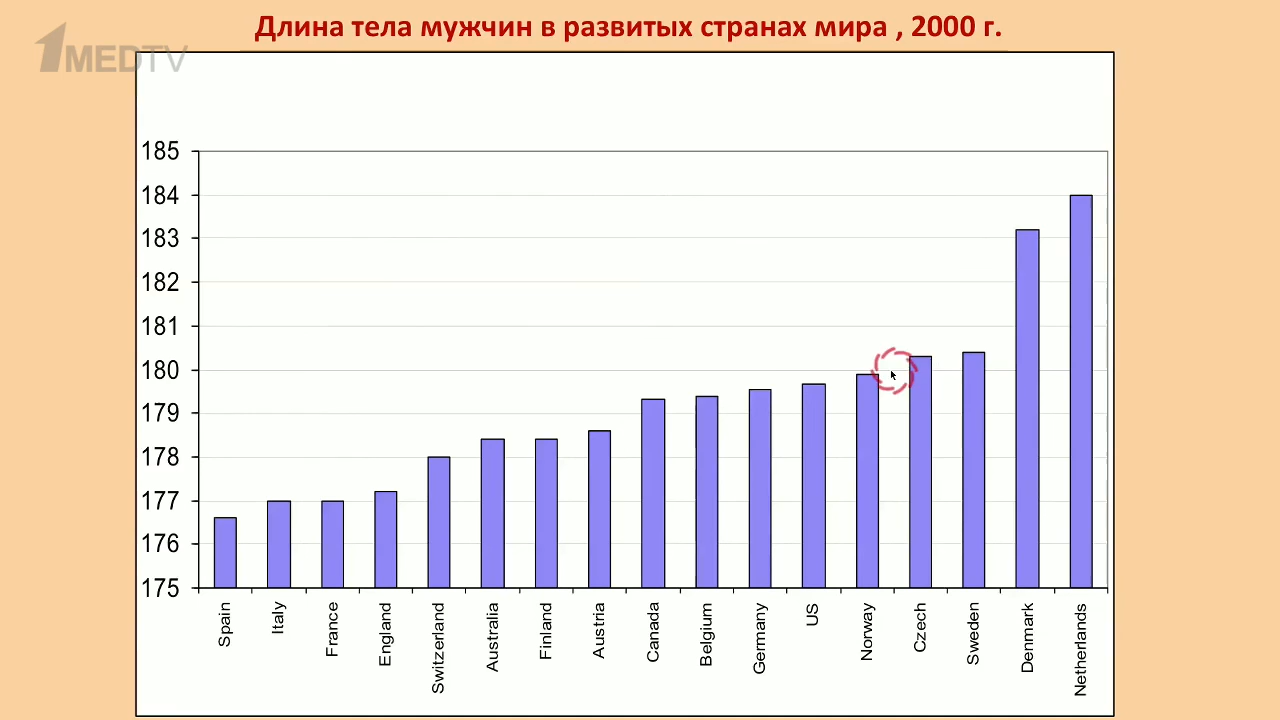 Длина тела мужчин в развитых странах мира , 2000 г.
1MEDTV
185
184
183
182
181
180
179
178
177
176
175
Spain
Italy
France
England
Switzerland
Australia
Finland
Austria
Canada
Belgium
Germany
US
Norway
Czech
Sweden
Denmark
Netherlands